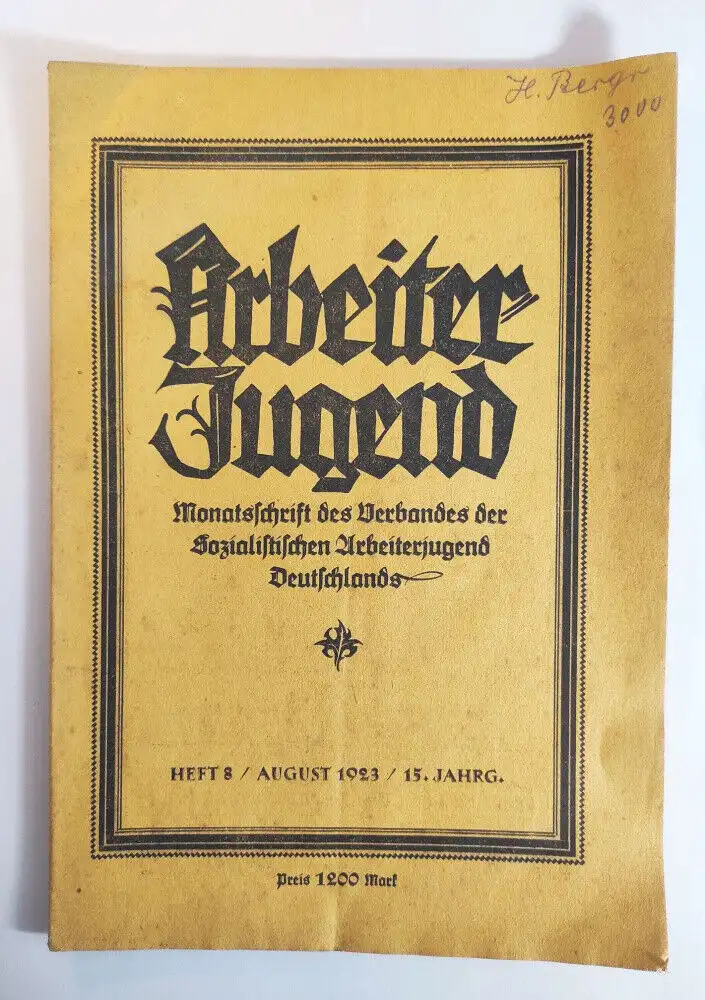 H. Berg
3000
Arbeiter
Jugend
Monatsschrift des Verbandes der
Sozialistischen Arbeiterjugend
Deutschlands
HEFT 8 / AUGUST 1923 / 15. JAHRG.
Preis 1200 Mark